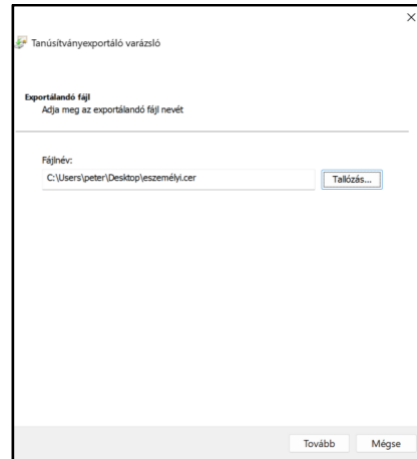 Tanúsítványexportáló varázsló
Exportálandó fájl
Adja meg az exportálandó fájl nevét
Fájlnév:
C:\Users\peter\Desktop\eszemélyi.cer
Tallózás...
Tovább
Mégse